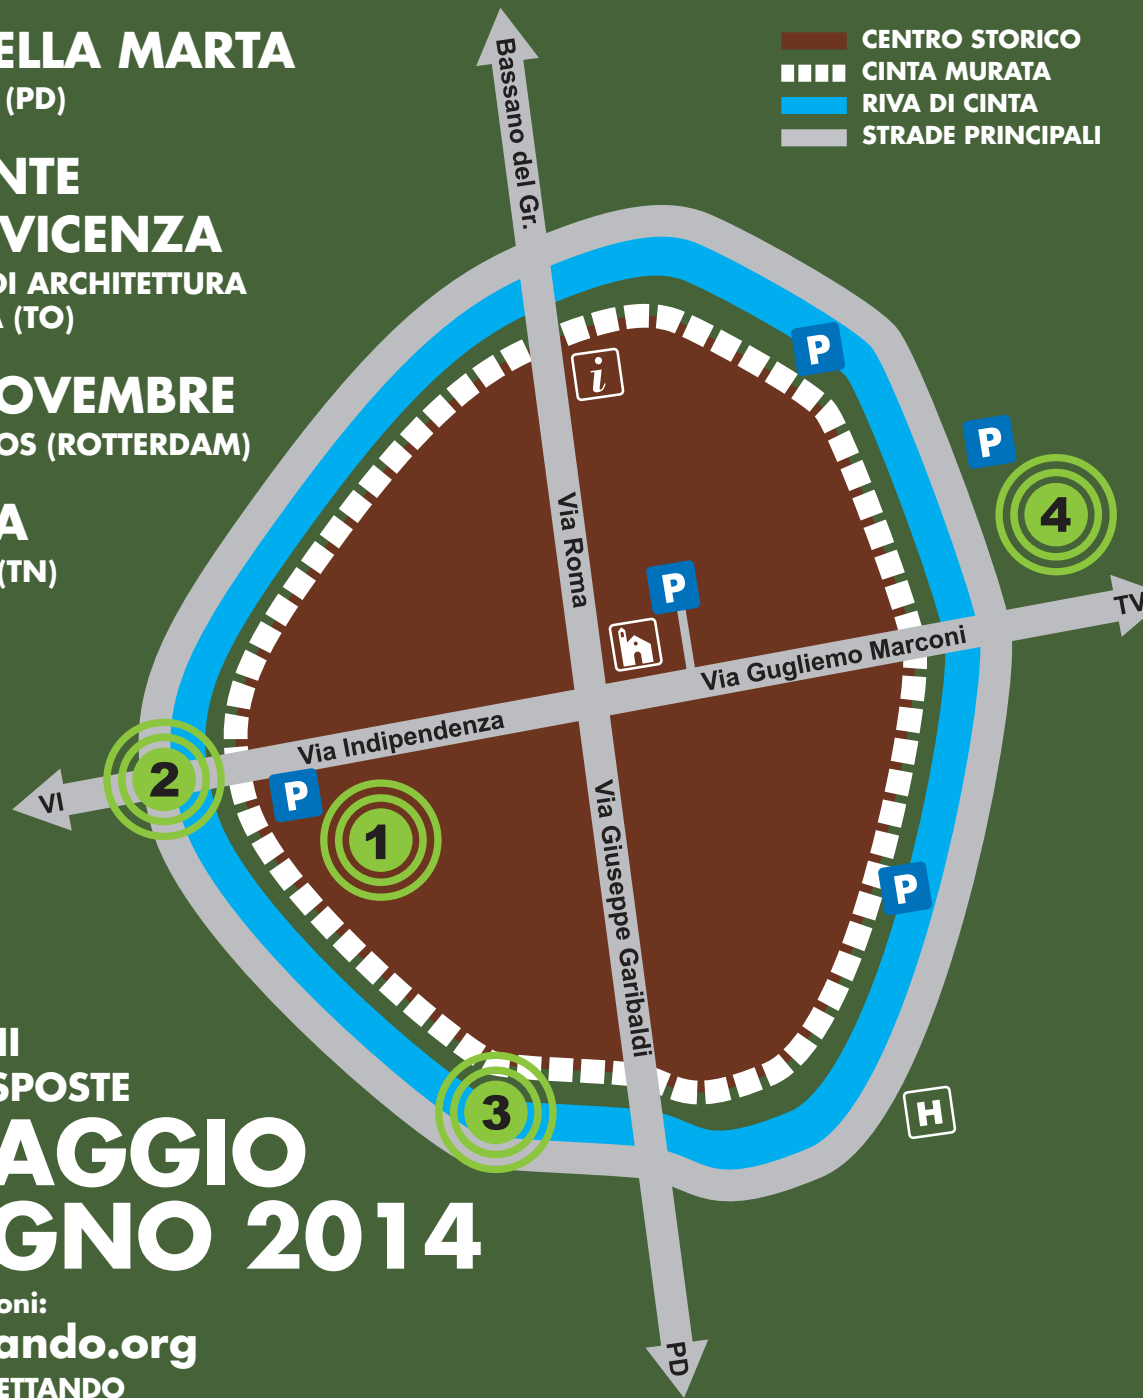 ELLA MARTA
(PD)
NTE
VICENZA
DI ARCHITETTURA
A (TO)
OVEMBRE
OS (ROTTERDAM)
A
(TN)
CENTRO STORICO
CINTA MURATA
RIVA DI CINTA
STRADE PRINCIPALI
Bassano del Gr.
P
i
P
4
Via Roma
P
TV
Via Gugliemo Marconi
Via Indipendenza
2
VI
P
1
Via Giuseppe Garibaldi
P
3
H
PD
NI
SPOSTE
AGGIO
GNO 2014
oni:
ando.org
ETTANDO